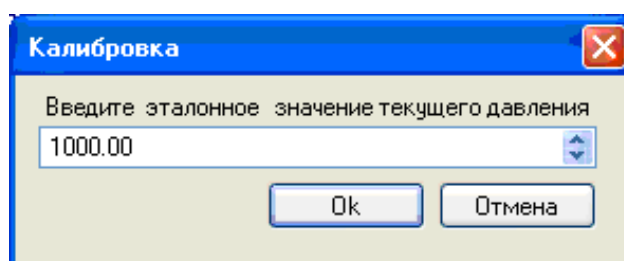 Калибровка
Введите эталонное значение текущего давления
1000.00
Ok Отмена